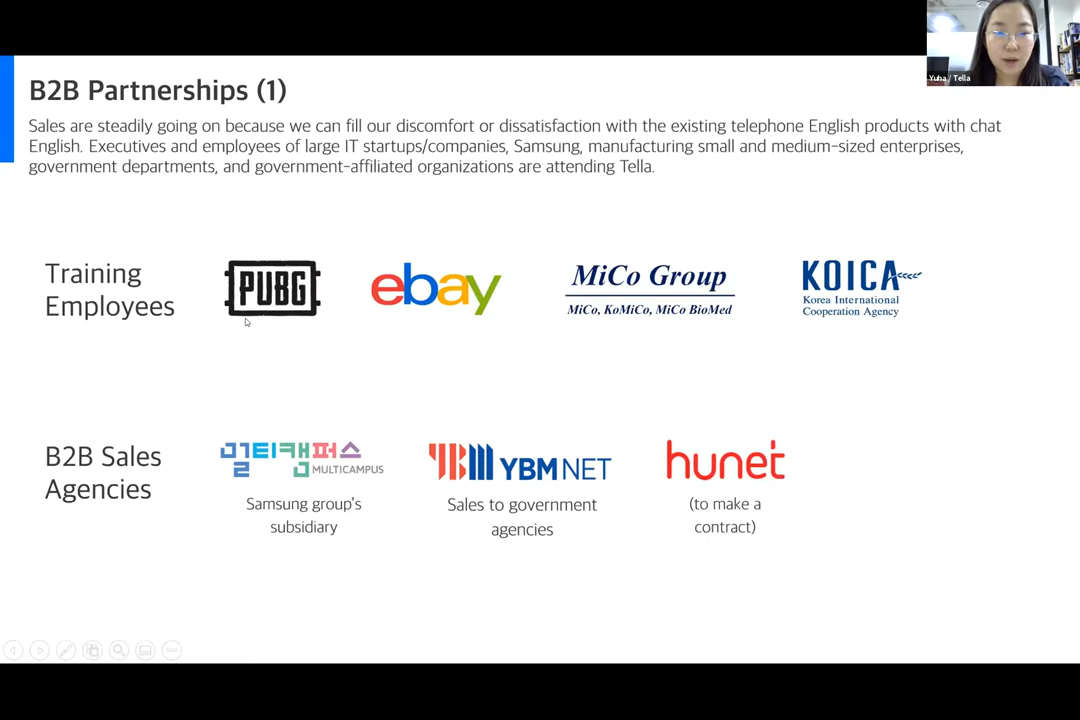 Yuha / Tella
B2B Partnerships (1)
Sales are steadily going on because we can fill our discomfort or dissatisfaction with the existing telephone English products with chat
English. Executives and employees of large IT startups/companies, Samsung, manufacturing small and medium-sized enterprises,
government departments, and government-affiliated organizations are attending Tella.
Training
Employees
PUBG
ebay
MiCo Group
MiCo, KoMiCo, MiCo BioMed
KOICA
Korea International
Cooperation Agency
B2B Sales
Agencies
멀티캠퍼스
MULTICAMPUS
Samsung group's
subsidiary
YBM YBMNET
Sales to government
agencies
hunet
(to make a
contract)